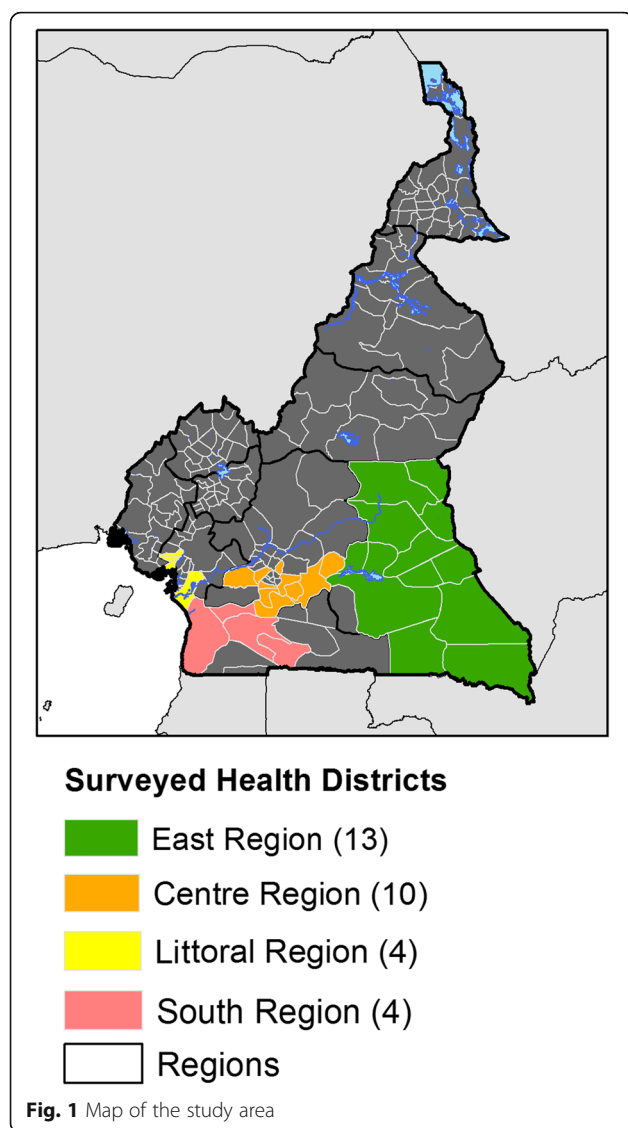 Surveyed Health Districts
East Region (13)
Centre Region (10)
Littoral Region (4)
South Region (4)
Regions
Fig. 1 Map of the study area